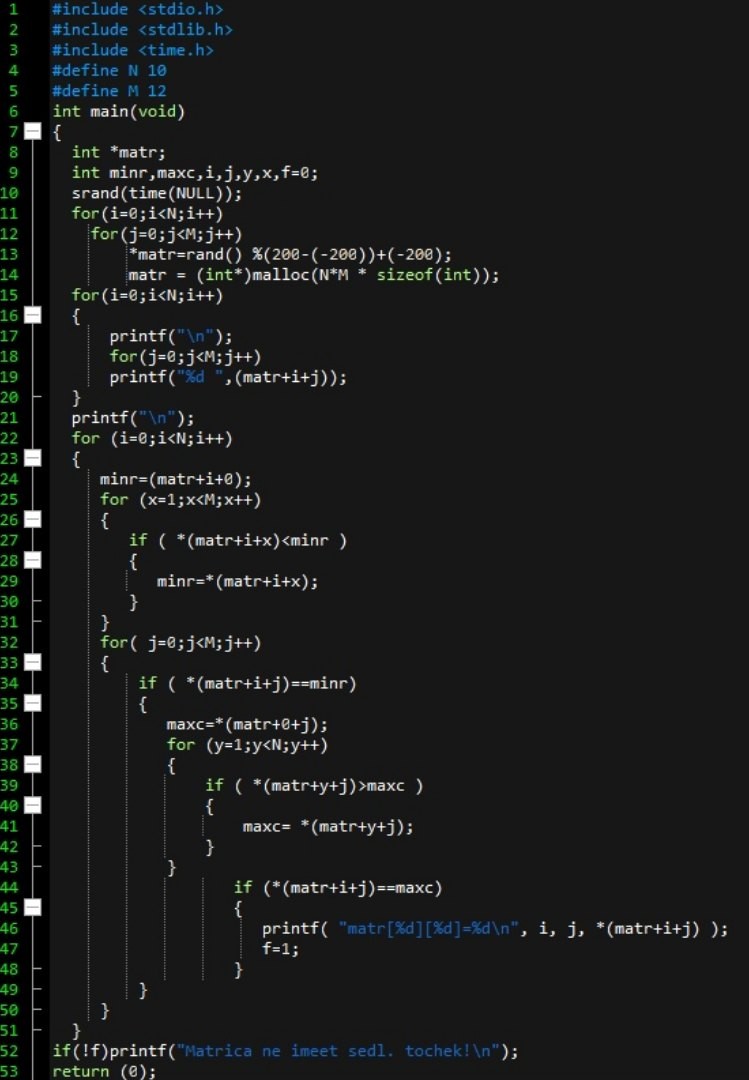 1 #include <stdio.h>
2 #include <stdlib.h>
3 #include <time.h>
4 #define N 10
5 #define M 12
6 int main(void)
7 {
8 int *matr;
9 int minr,maxc,i,j,y,x,f=0;
10 srand(time(NULL));
11 for(i=0;i<N;i++)
12 for(j=0;j<M;j++)
13 *matr=rand() %(200-(-200))+(-200);
14 matr = (int*)malloc(N*M * sizeof(int));
15 for(i=0;i<N;i++)
16 {
17 printf("\n");
18 for(j=0;j<M;j++)
19 printf("%d ",(matr+i+j));
20 }
21 printf("\n");
22 for (i=0;i<N;i++)
23 {
24 minr=(matr+i+0);
25 for (x=1;x<M;x++)
26 {
27 if ( *(matr+i+x)<minr )
28 {
29 minr=*(matr+i+x);
30 }
31 }
32 for( j=0;j<M;j++)
33 {
34 if ( *(matr+i+j)==minr)
35 {
36 maxc=*(matr+0+j);
37 for (y=1;y<N;y++)
38 {
39 if ( *(matr+y+j)>maxc )
40 {
41 maxc= *(matr+y+j);
42 }
43 }
44 if (*(matr+i+j)==maxc)
45 {
46 printf( "matr[%d][%d]=%d\n", i, j, *(matr+i+j) );
47 f=1;
48 }
49 }
50 }
51 }
52 if(!f)printf("Matrica ne imeet sedl. tochek!\n");
53 return (0);